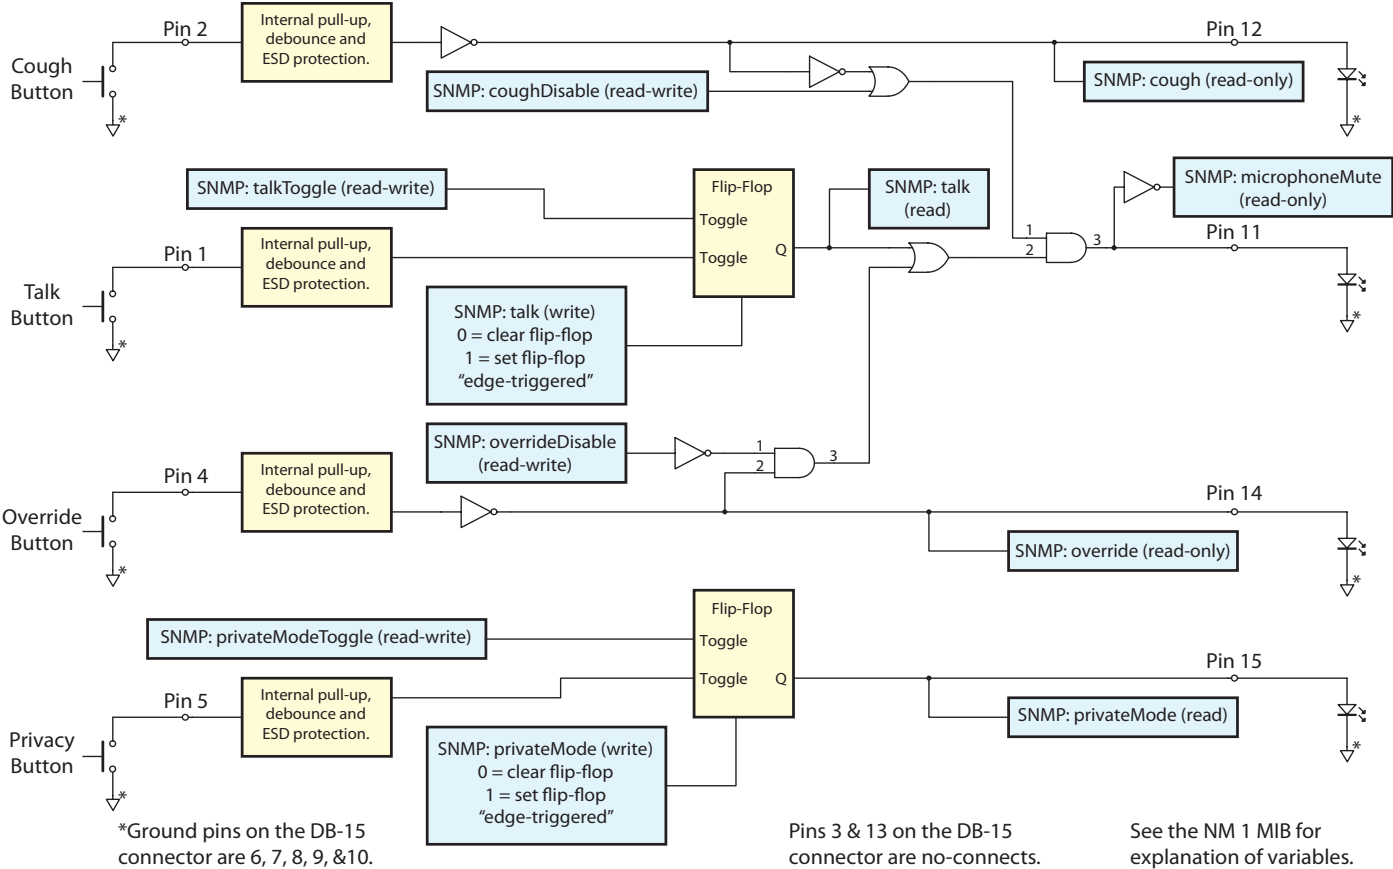 Pin 2
Internal pull-up,
debounce and
ESD protection.
Pin 12
Cough
Button
SNMP: coughDisable (read-write)
SNMP: cough (read-only)
*
*
SNMP: talkToggle (read-write)
Flip-Flop
Toggle
Toggle
Q
SNMP: talk
(read)
SNMP: microphoneMute
(read-only)
Pin 1
Internal pull-up,
debounce and
ESD protection.
1
2
3
Pin 11
Talk
Button
SNMP: talk (write)
0 = clear flip-flop
1 = set flip-flop
“edge-triggered”
*
*
SNMP: overrideDisable
(read-write)
1
2
3
Pin 4
Internal pull-up,
debounce and
ESD protection.
Pin 14
Override
Button
SNMP: override (read-only)
*
*
SNMP: privateModeToggle (read-write)
Flip-Flop
Toggle
Toggle
Q
Pin 15
Pin 5
Internal pull-up,
debounce and
ESD protection.
SNMP: privateMode (read)
Privacy
Button
SNMP: privateMode (write)
0 = clear flip-flop
1 = set flip-flop
“edge-triggered”
*
*
*Ground pins on the DB-15
connector are 6, 7, 8, 9, &10.
Pins 3 & 13 on the DB-15
connector are no-connects.
See the NM 1 MIB for
explanation of variables.